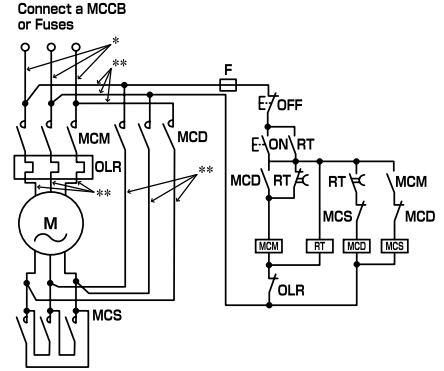 Connect a MCCB
or Fuses
*
**
F
OFF
ON RT
MCM
MCD
OLR
MCD RT
RT
MCM
**
**
MCS
MCD
M
MCM
RT
MCD
MCS
OLR
MCS